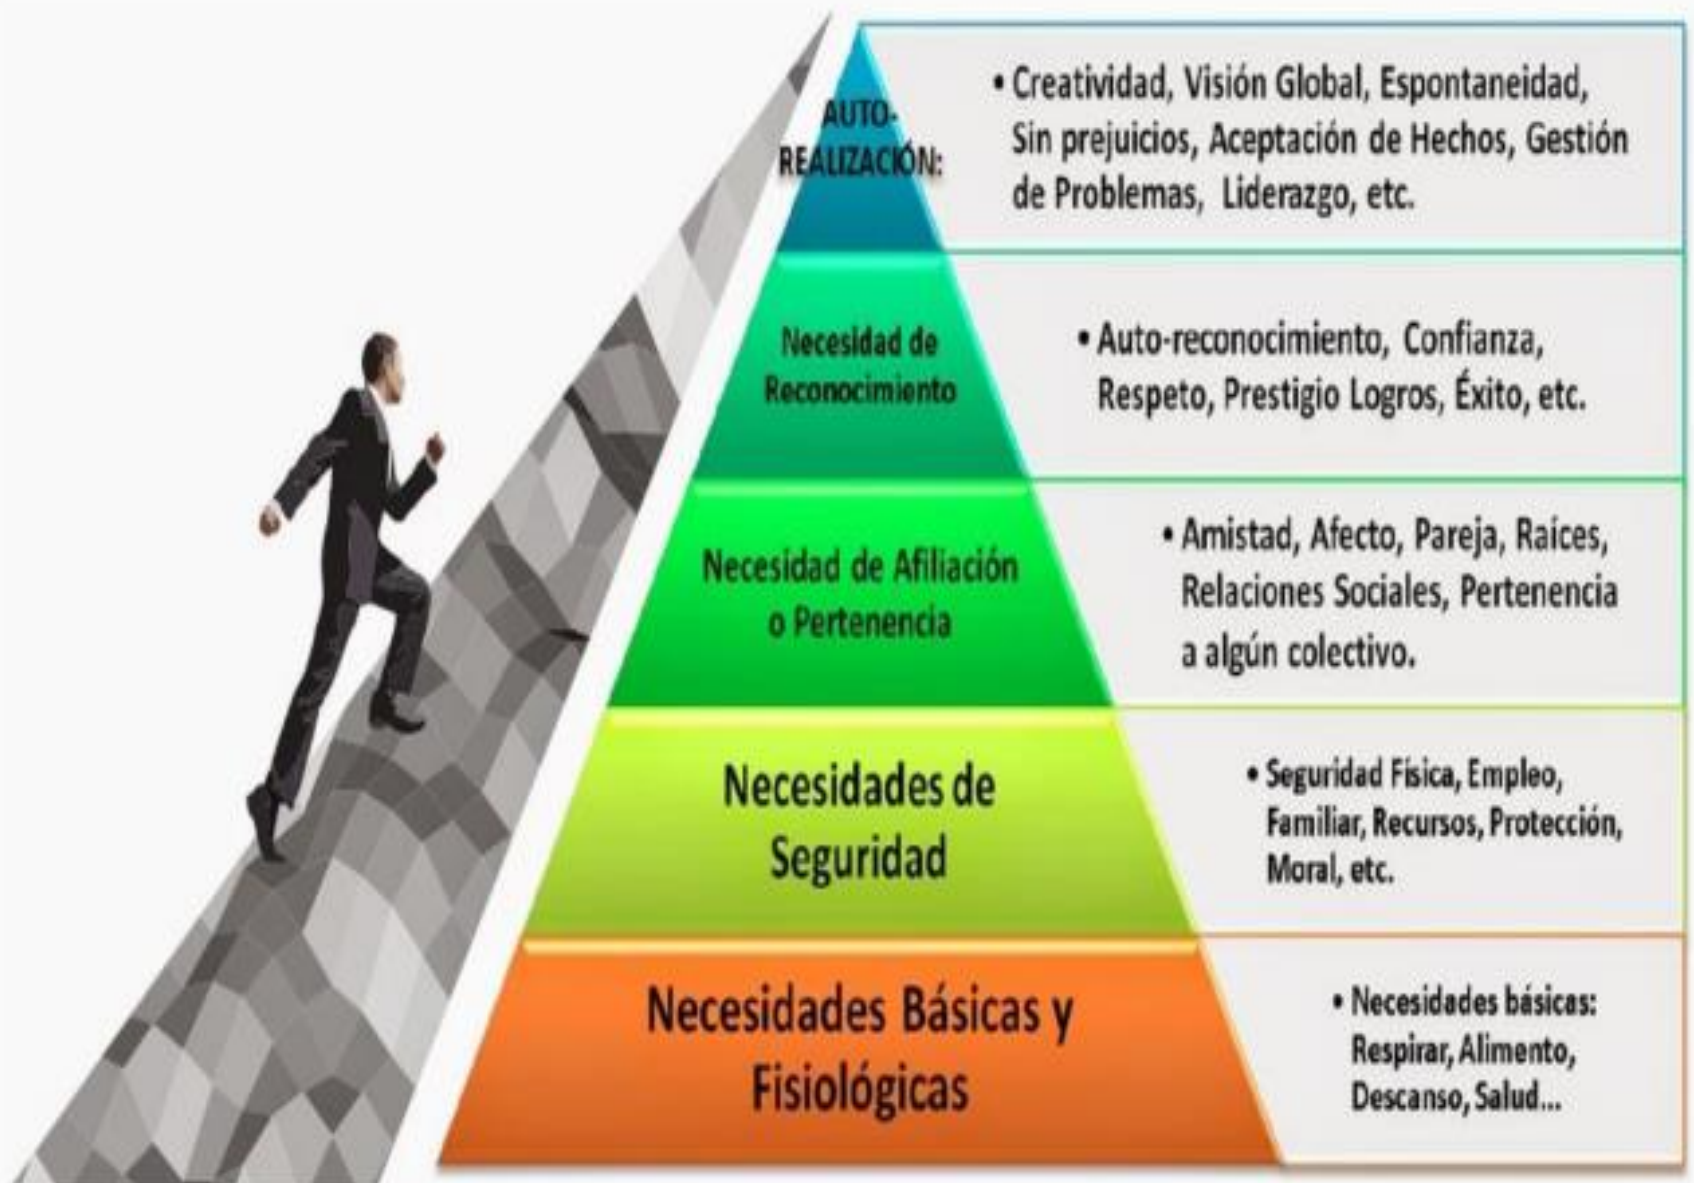 AUTO-
REALIZACIÓN:
• Creatividad, Visión Global, Espontaneidad,
Sin prejuicios, Aceptación de Hechos, Gestión
de Problemas, Liderazgo, etc.
Necesidad de
Reconocimiento
• Auto-reconocimiento, Confianza,
Respeto, Prestigio Logros, Éxito, etc.
Necesidad de Afiliación
o Pertenencia
• Amistad, Afecto, Pareja, Raíces,
Relaciones Sociales, Pertenencia
a algún colectivo.
Necesidades de
Seguridad
• Seguridad Física, Empleo,
Familiar, Recursos, Protección,
Moral, etc.
Necesidades Básicas y
Fisiológicas
• Necesidades básicas:
Respirar, Alimento,
Descanso, Salud...